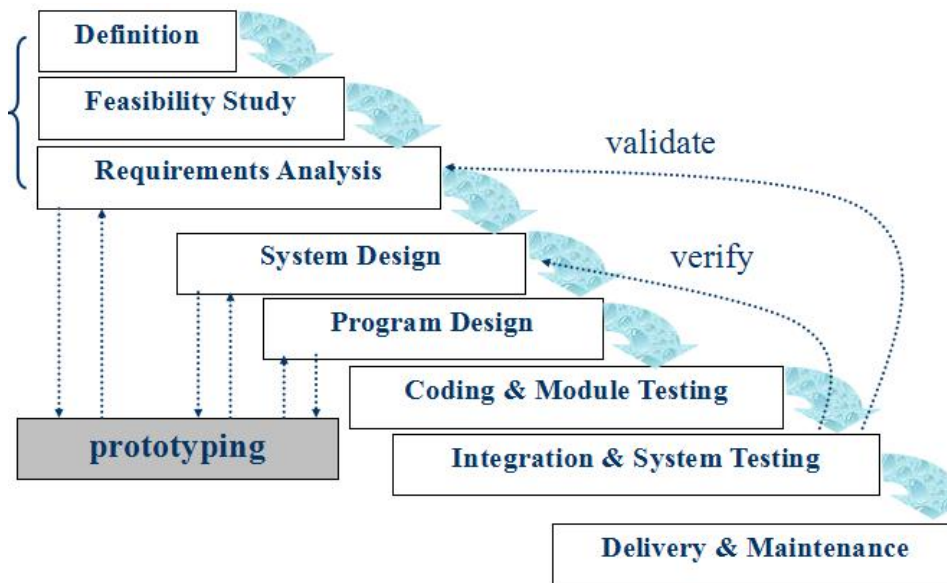 Definition
Feasibility Study
validate
Requirements Analysis
System Design
verify
Program Design
Coding & Module Testing
prototyping
Integration & System Testing
Delivery & Maintenance